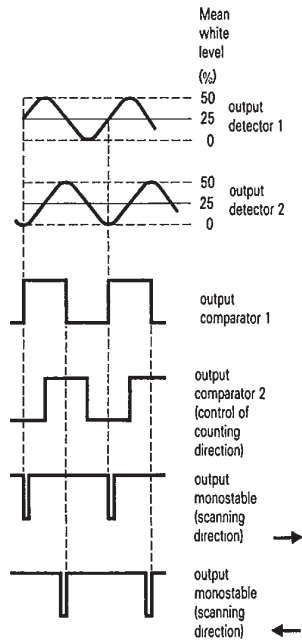 Mean
white
level
(%)
50
25
0
output
detector 1
50
25
0
output
detector 2
output
comparator 1
output
comparator 2
(control of
counting
direction)
output
monostable
(scanning
direction)
output
monostable
(scanning
direction)